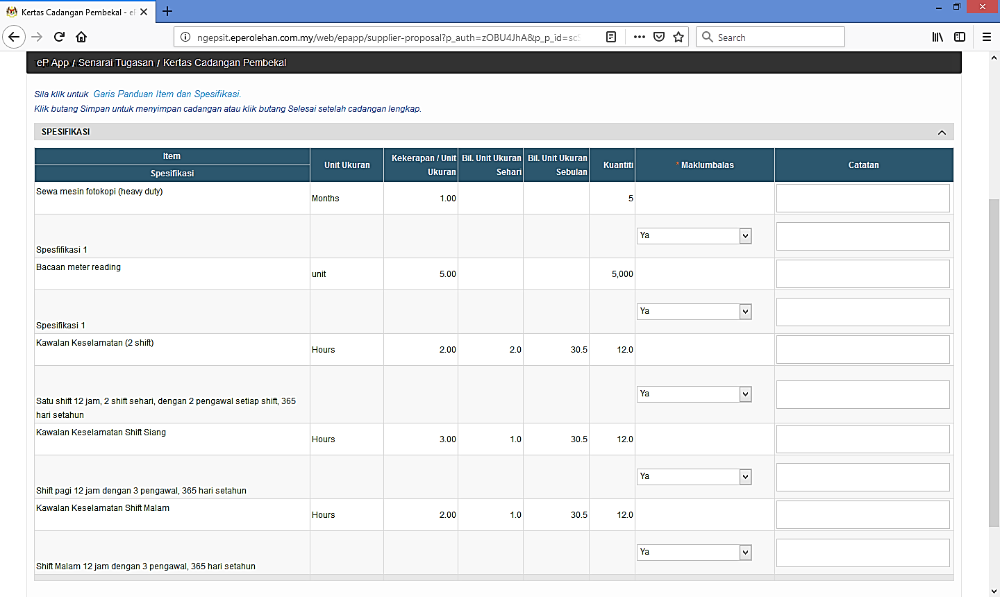 Kertas Cadangan Pembekal - eP
ngepsit.eperolehan.com.my/web/epapp/supplier-proposal?p_auth=zOBU4JhA&p_p_id=scS
Search
eP App / Senarai Tugasan / Kertas Cadangan Pembekal
Sila klik untuk Garis Panduan Item dan Spesifikasi.
Klik butang Simpan untuk menyimpan cadangan atau klik butang Selesai setelah cadangan lengkap.
SPESIFIKASI
Item
Spesifikasi
Unit Ukuran
Kekerapan / Unit
Ukuran
Bil. Unit Ukuran
Sehari
Bil. Unit Ukuran
Sebulan
Kuantiti
* Maklumbalas
Catatan
Sewa mesin fotokopi (heavy duty)
Months 1.00 5
Ya
Spesfifikasi 1
Bacaan meter reading
unit 5.00 5,000
Ya
Spesifikasi 1
Kawalan Keselamatan (2 shift)
Hours 2.00 2.0 30.5 12.0
Ya
Satu shift 12 jam, 2 shift sehari, dengan 2 pengawal setiap shift, 365
hari setahun
Kawalan Keselamatan Shift Siang
Hours 3.00 1.0 30.5 12.0
Ya
Shift pagi 12 jam dengan 3 pengawal, 365 hari setahun
Kawalan Keselamatan Shift Malam
Hours 2.00 1.0 30.5 12.0
Ya
Shift Malam 12 jam dengan 3 pengawal, 365 hari setahun